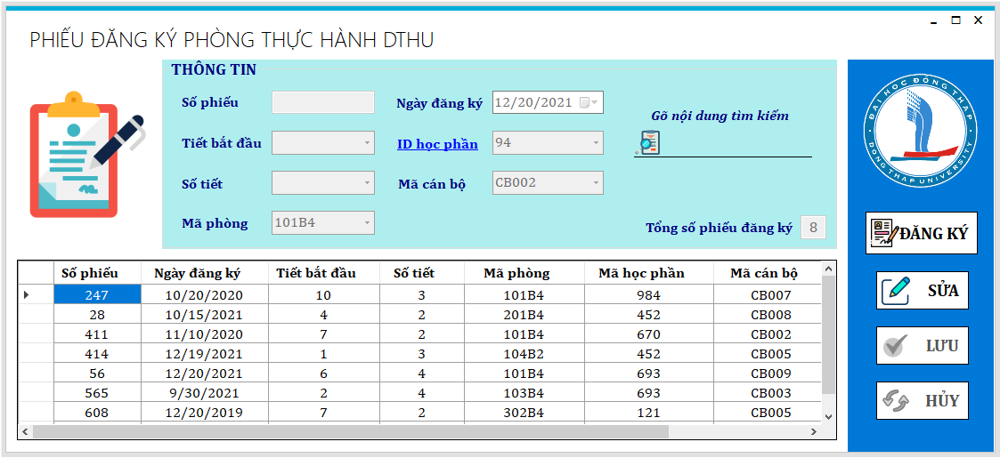 PHIẾU ĐĂNG KÝ PHÒNG THỰC HÀNH DTHU
THÔNG TIN
Số phiếu
Ngày đăng ký 12/20/2021
Gõ nội dung tìm kiếm
Tiết bắt đầu
ID học phần 94
Số tiết
Mã cán bộ CB002
Mã phòng 101B4
Tổng số phiếu đăng ký 8
Số phiếu Ngày đăng ký Tiết bắt đầu Số tiết Mã phòng Mã học phần Mã cán bộ
247 10/20/2020 10 3 101B4 984 CB007
28 10/15/2021 4 2 201B4 452 CB008
411 11/10/2020 7 2 101B4 670 CB002
414 12/19/2021 1 3 104B2 452 CB005
56 12/20/2021 6 4 101B4 693 CB009
565 9/30/2021 2 4 103B4 693 CB003
608 12/20/2019 7 2 302B4 121 CB005
ĐẠI HỌC ĐỒNG THÁP
DONG THAP UNIVERSITY
ĐĂNG KÝ
SỬA
LƯU
HỦY